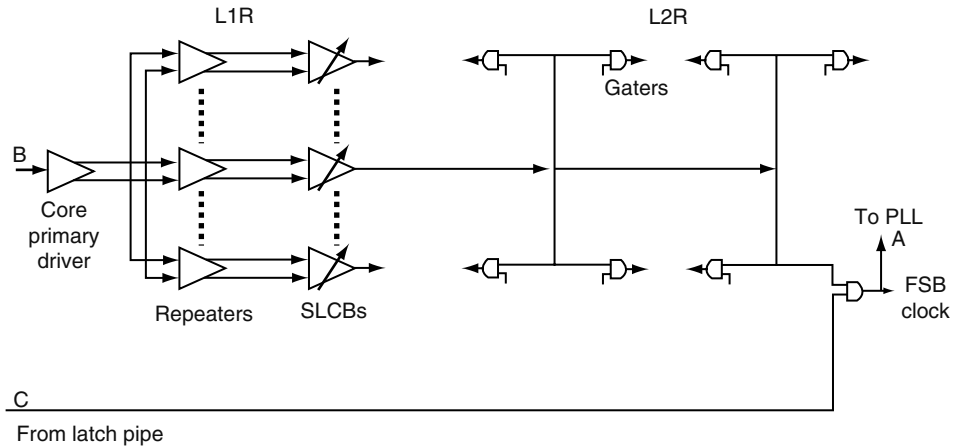 L1R
L2R
Gaters
B
Core
primary
driver
To PLL
A
FSB
clock
Repeaters
SLCBs
C
From latch pipe